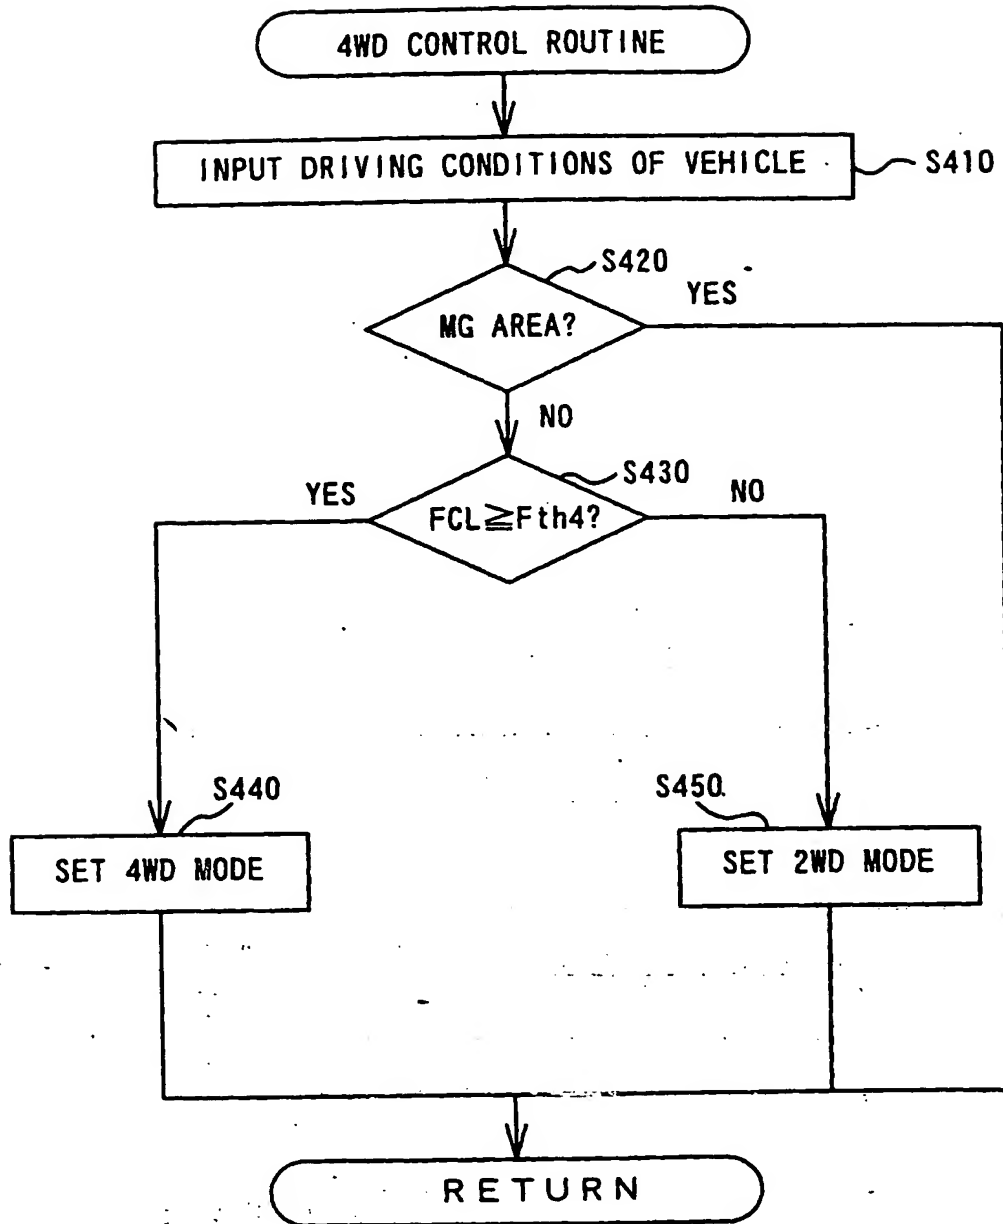 4WD CONTROL ROUTINE
INPUT DRIVING CONDITIONS OF VEHICLE
S410
S420
YES
MG AREA?
NO
S430
YES
NO
FCL≧Fth4?
S440
S450
SET 4WD MODE
SET 2WD MODE
RETURN